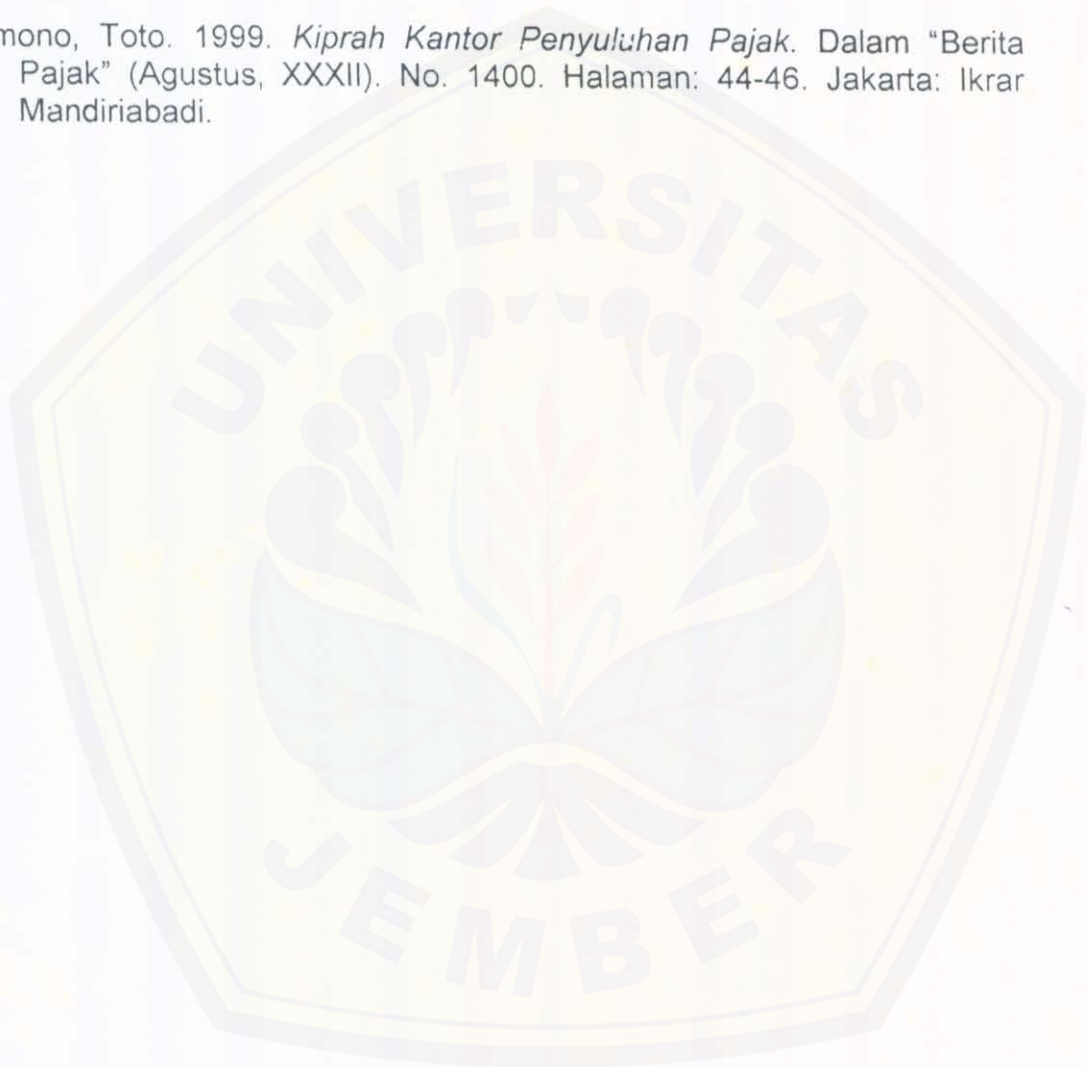 mono, Toto. 1999. Kiprah Kantor Penyuluhan Pajak. Dalam “Berita
Pajak” (Agustus, XXXII). No. 1400. Halaman: 44-46. Jakarta: Ikrar
Mandiriabadi.
UNIVERSITAS
JEMBER